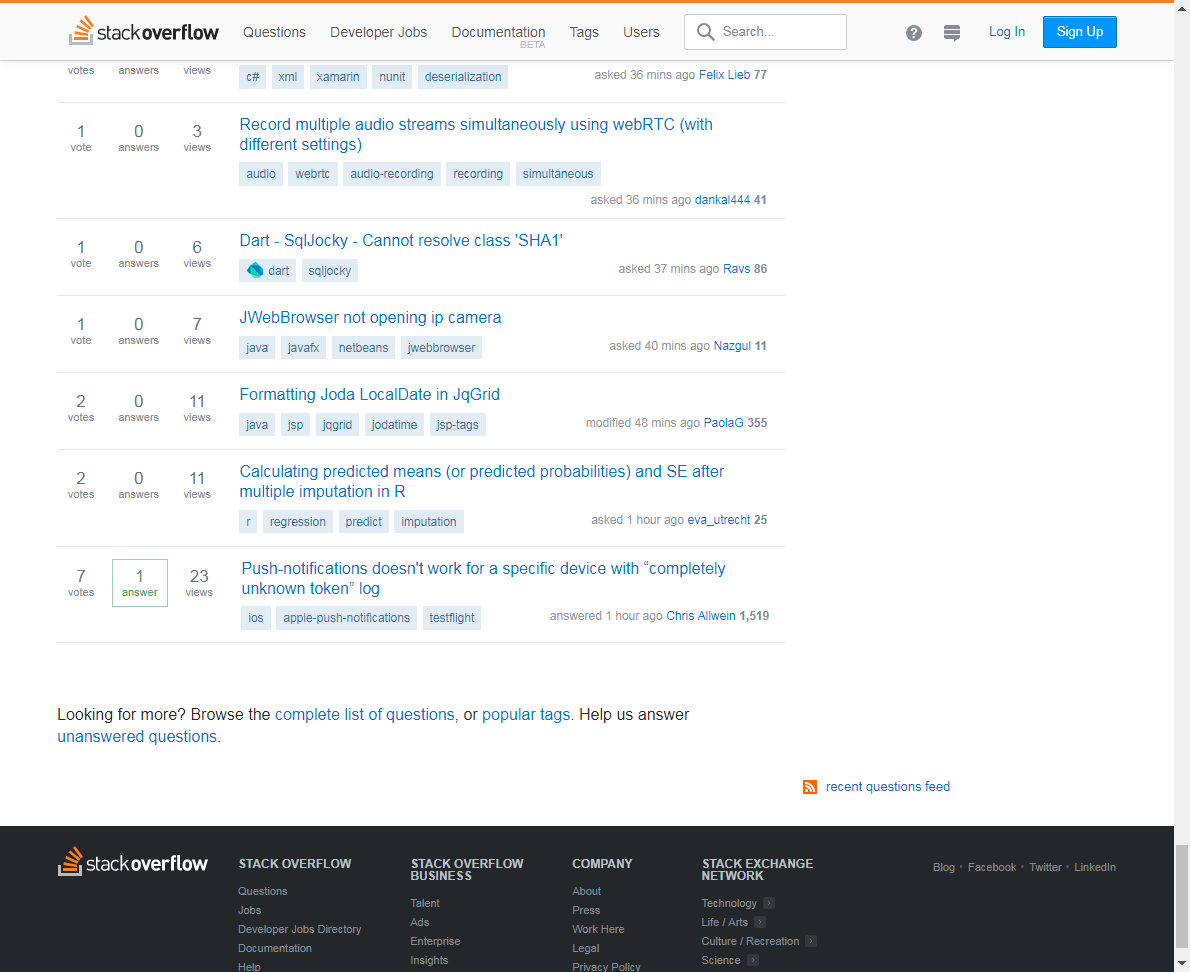 stackoverflow Questions Developer Jobs Documentation BETA Tags Users Search... Log In Sign Up
votes answers views
c# xml xamarin nunit deserialization asked 36 mins ago Felix Lieb 77
1 vote 0 answers 3 views
Record multiple audio streams simultaneously using webRTC (with
different settings)
audio webrtc audio-recording recording simultaneous
asked 36 mins ago dankal444 41
1 vote 0 answers 6 views
Dart - SqlJocky - Cannot resolve class 'SHA1'
dart sqljocky asked 37 mins ago Ravs 86
1 vote 0 answers 7 views
JWebBrowser not opening ip camera
java javafx netbeans jwebbrowser asked 40 mins ago Nazgul 11
2 votes 0 answers 11 views
Formatting Joda LocalDate in JqGrid
java jsp jqgrid jodatime jsp-tags modified 48 mins ago PaolaG 355
2 votes 0 answers 11 views
Calculating predicted means (or predicted probabilities) and SE after
multiple imputation in R
r regression predict imputation asked 1 hour ago eva_utrecht 25
7 votes 1 answer 23 views
Push-notifications doesn't work for a specific device with “completely
unknown token” log
ios apple-push-notifications testflight answered 1 hour ago Chris Allwein 1,519
Looking for more? Browse the complete list of questions, or popular tags. Help us answer
unanswered questions.
recent questions feed
stackoverflow
STACK OVERFLOW
Questions
Jobs
Developer Jobs Directory
Documentation
Help
STACK OVERFLOW
BUSINESS
Talent
Ads
Enterprise
Insights
COMPANY
About
Press
Work Here
Legal
Privacy Policy
STACK EXCHANGE
NETWORK
Technology
Life / Arts
Culture / Recreation
Science
Blog • Facebook • Twitter • LinkedIn